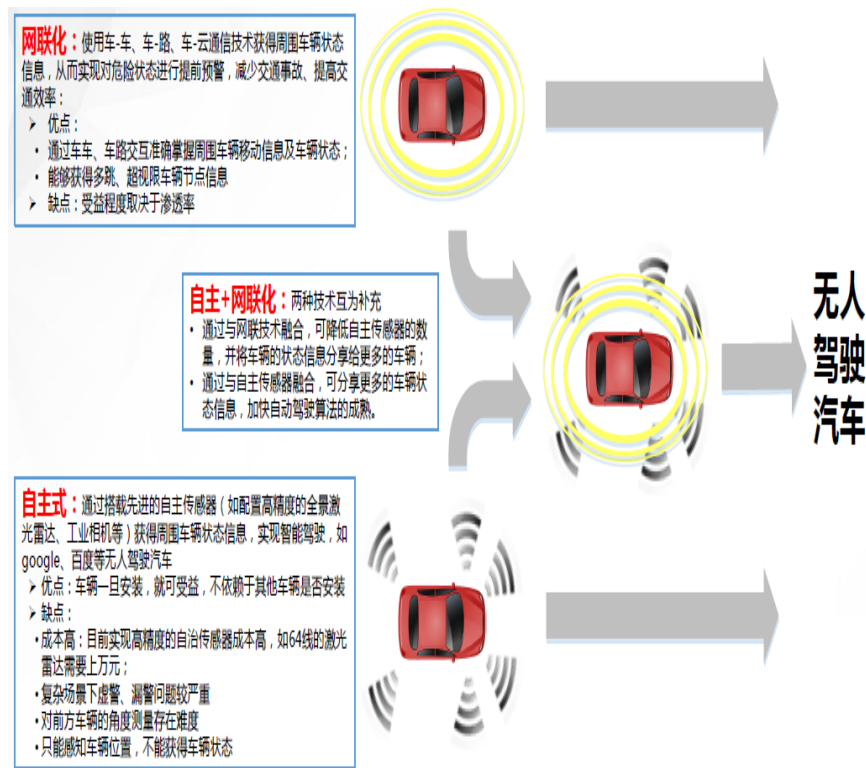 网联化：使用车-车、车-路、车-云通信技术获得周围车辆状态
信息，从而实现对危险状态进行提前预警，减少交通事故、提高交
通效率：
➢ 优点：
• 通过车车、车路交互准确掌握周围车辆移动信息及车辆状态；
• 能够获得多跳、超视限车辆节点信息
➢ 缺点：受益程度取决于渗透率
自主+网联化：两种技术互为补充
• 通过与网联技术融合，可降低自主传感器的数
量，并将车辆的状态信息分享给更多的车辆；
• 通过与自主传感器融合，可分享更多的车辆状
态信息，加快自动驾驶算法的成熟。
无人
驾驶
汽车
自主式：通过搭载先进的自主传感器（如配置高精度的全景激
光雷达、工业相机等）获得周围车辆状态信息，实现智能驾驶，如
google、百度等无人驾驶汽车
➢ 优点：车辆一旦安装，就可受益，不依赖于其他车辆是否安装
➢ 缺点：
•成本高：目前实现高精度的自治传感器成本高，如64线的激光
雷达需要上万元；
•复杂场景下虚警、漏警问题较严重
•对前方车辆的角度测量存在难度
•只能感知车辆位置，不能获得车辆状态